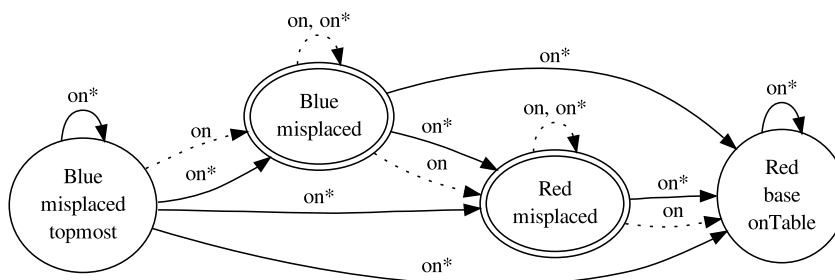 on, on*
Blue
misplaced
on*
on*
on
on*
Blue
misplaced
topmost
on*
on
on, on*
Red
misplaced
on*
on*
on
on*
Red
base
onTable
on*